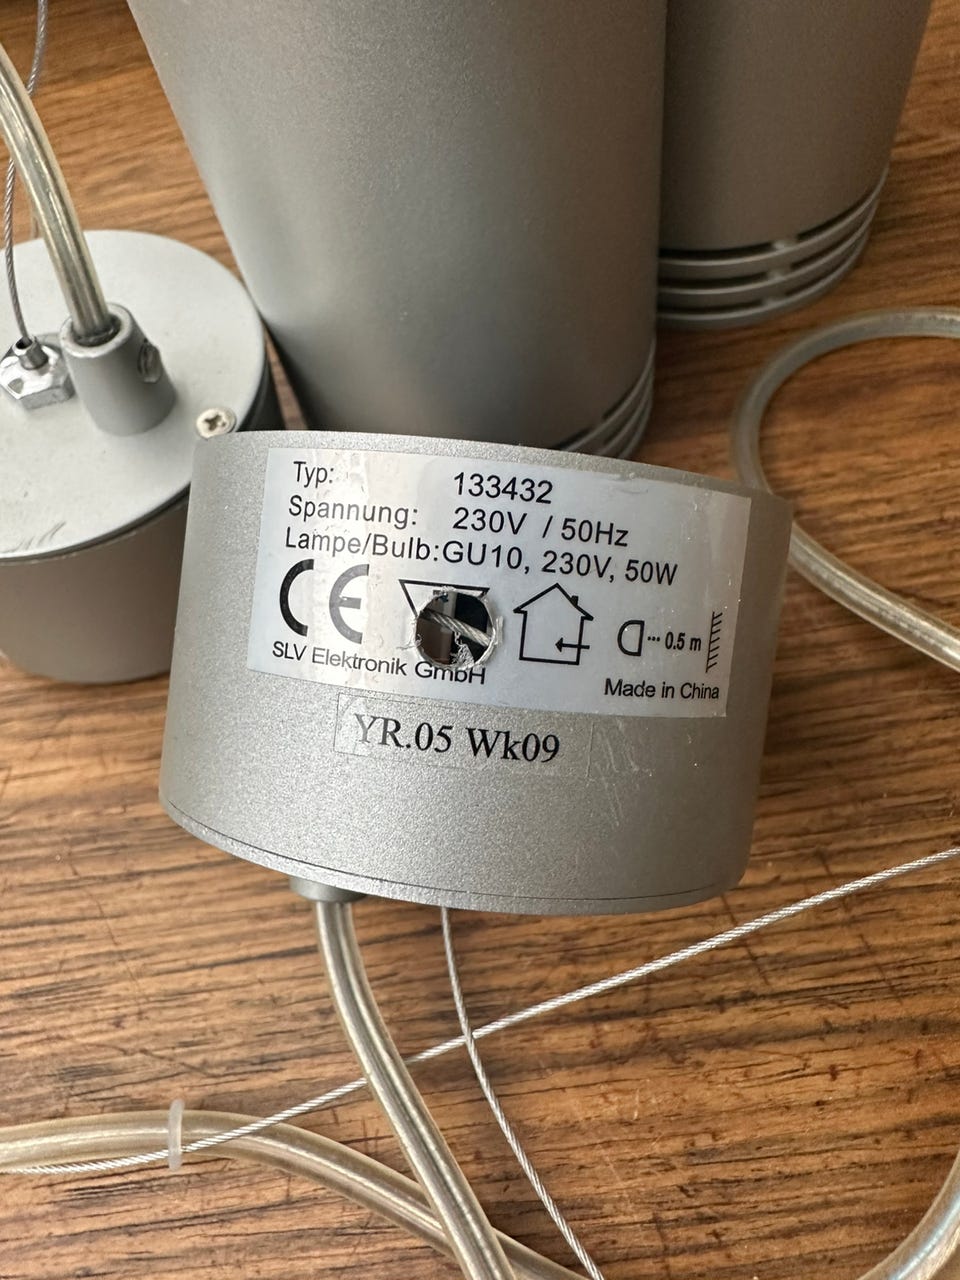 Typ: 133432
Spannung: 230V / 50Hz
Lampe/Bulb: GU10, 230V, 50W
CE
0.5 m
SLV Elektronik GmbH
Made in China
YR.05 Wk09